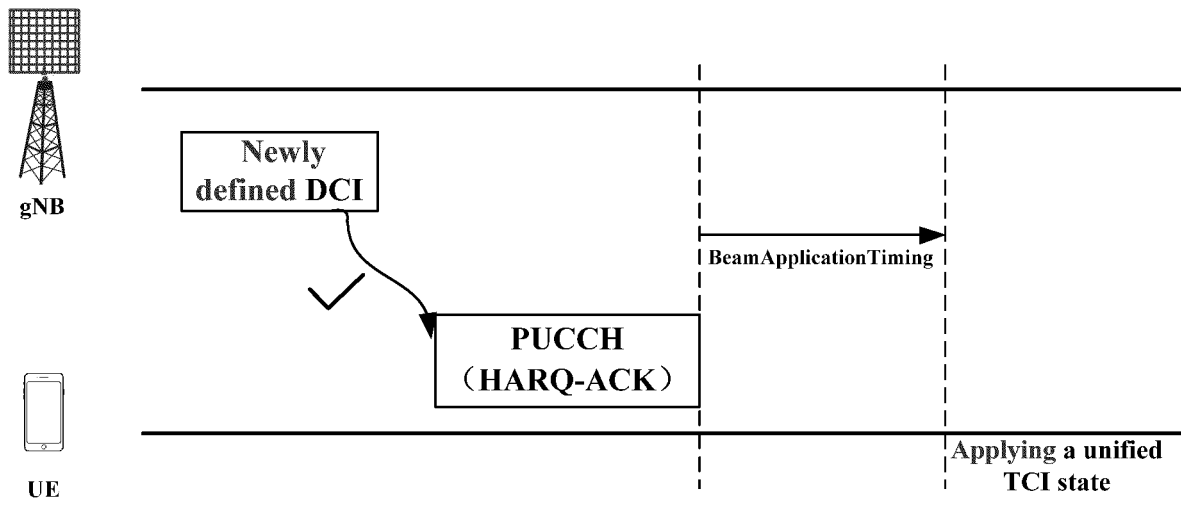 gNB
Newly
defined DCI
BeamApplicationTiming
PUCCH
（HARQ-ACK）
UE
Applying a unified
TCI state